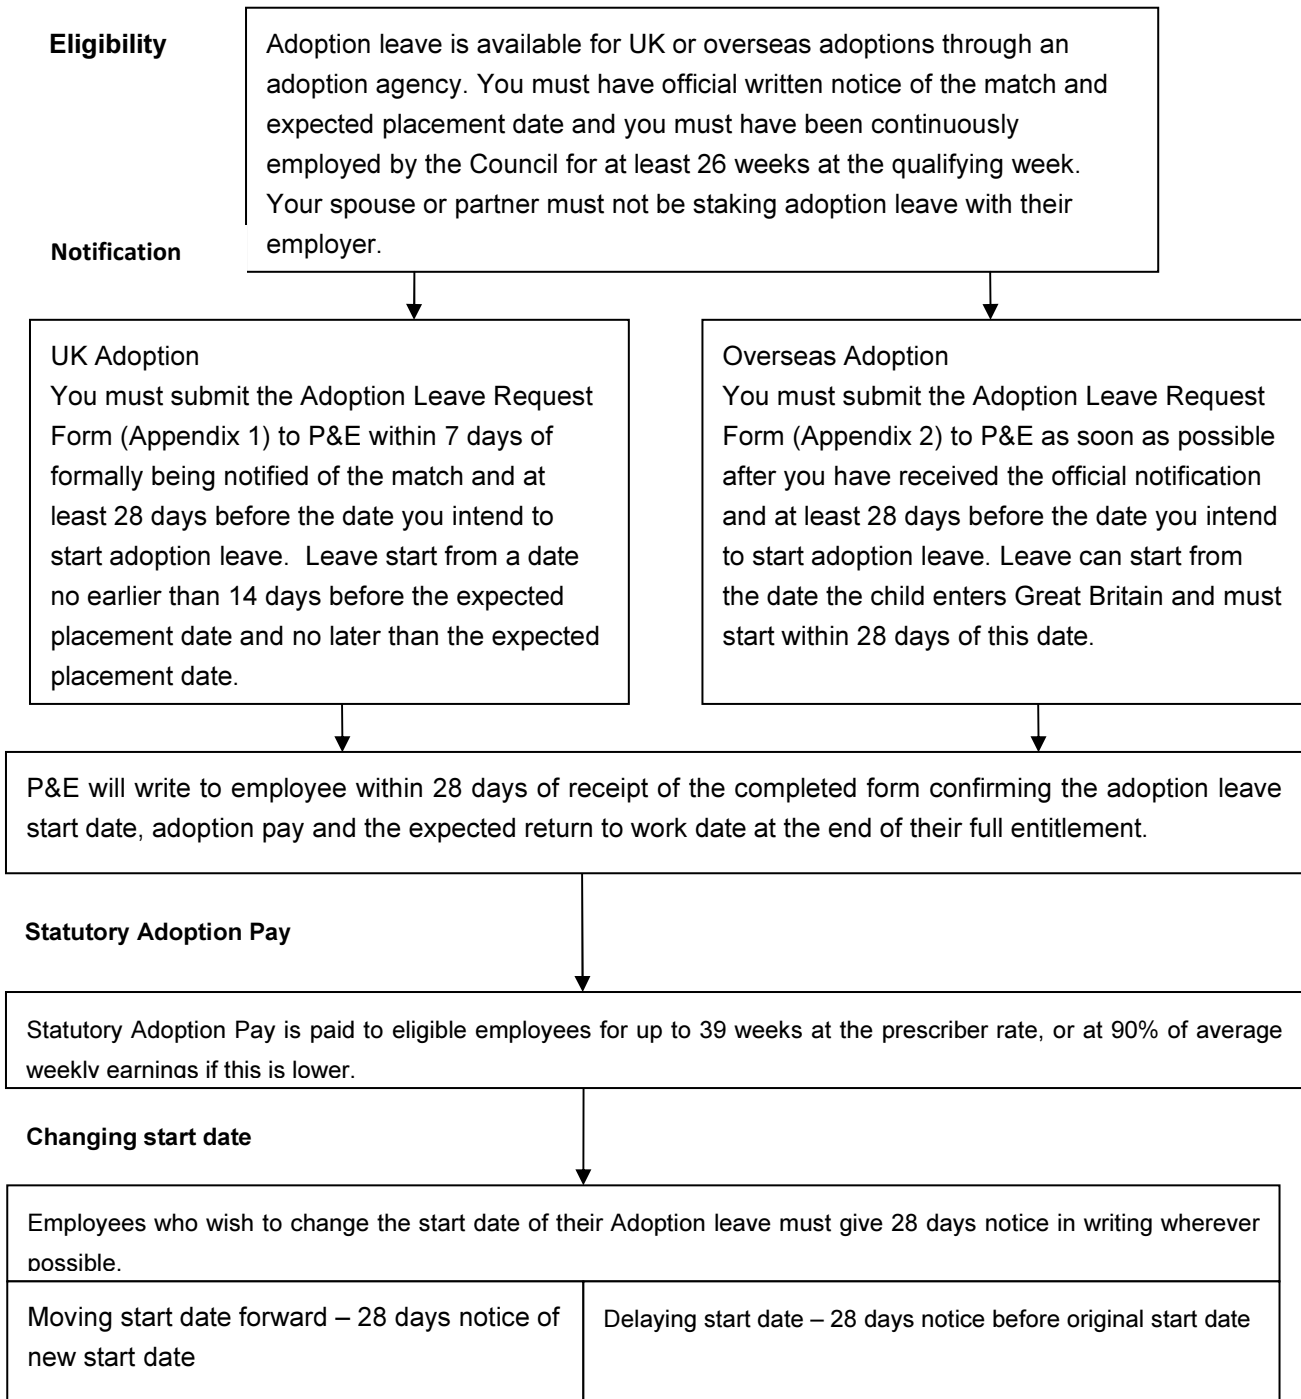 Eligibility
Adoption leave is available for UK or overseas adoptions through an
adoption agency. You must have official written notice of the match and
expected placement date and you must have been continuously
employed by the Council for at least 26 weeks at the qualifying week.
Your spouse or partner must not be staking adoption leave with their
employer.
Notification
UK Adoption
You must submit the Adoption Leave Request
Form (Appendix 1) to P&E within 7 days of
formally being notified of the match and at
least 28 days before the date you intend to
start adoption leave.  Leave start from a date
no earlier than 14 days before the expected
placement date and no later than the expected
placement date.
Overseas Adoption
You must submit the Adoption Leave Request
Form (Appendix 2) to P&E as soon as possible
after you have received the official notification
and at least 28 days before the date you intend
to start adoption leave. Leave can start from
the date the child enters Great Britain and must
start within 28 days of this date.
P&E will write to employee within 28 days of receipt of the completed form confirming the adoption leave
start date, adoption pay and the expected return to work date at the end of their full entitlement.
Statutory Adoption Pay
Statutory Adoption Pay is paid to eligible employees for up to 39 weeks at the prescriber rate, or at 90% of average
weekly earnings if this is lower.
Changing start date
Employees who wish to change the start date of their Adoption leave must give 28 days notice in writing wherever
possible.
Moving start date forward – 28 days notice of
new start date
Delaying start date – 28 days notice before original start date